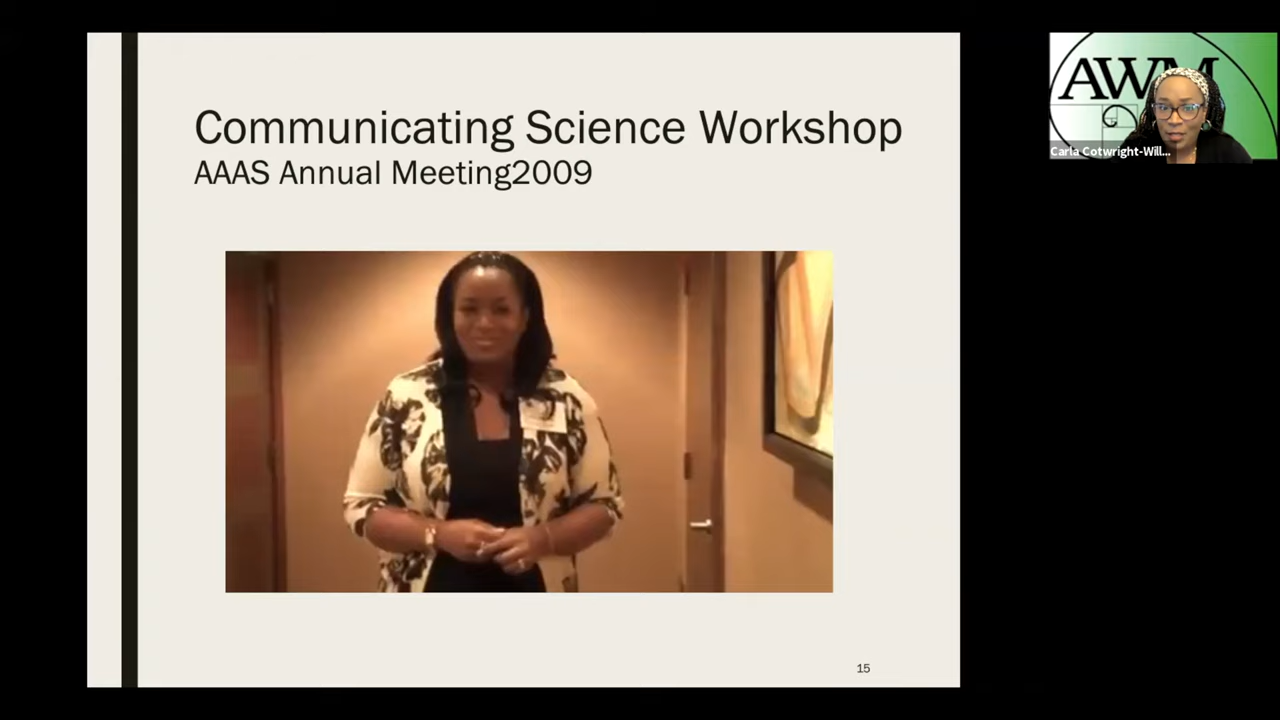 Communicating Science Workshop
AAAS Annual Meeting2009
15
AWM
Carla Cotwright-Will...